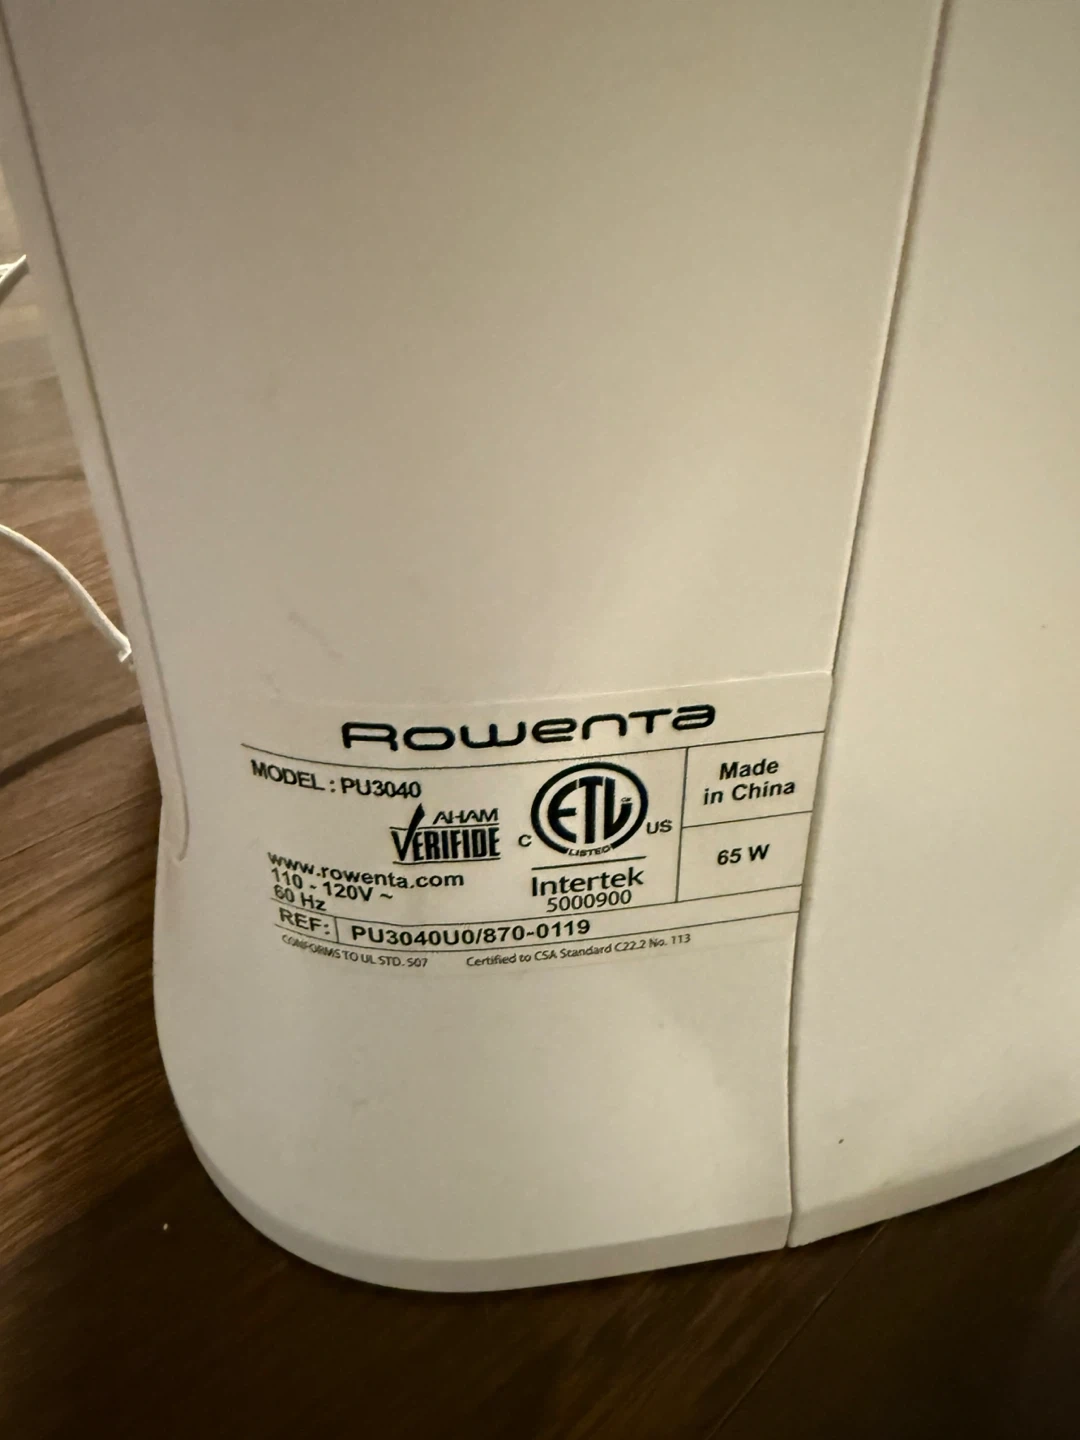 Rowenta
MODEL : PU3040
AHAM
VERIFIDE
C ETL US
LISTED
Intertek
5000900
Made
in China
65 W
www.rowenta.com
110 - 120V ~
60 Hz
REF: PU3040U0/870-0119
CONFORMS TO UL STD. 507 Certified to CSA Standard C22.2 No. 113